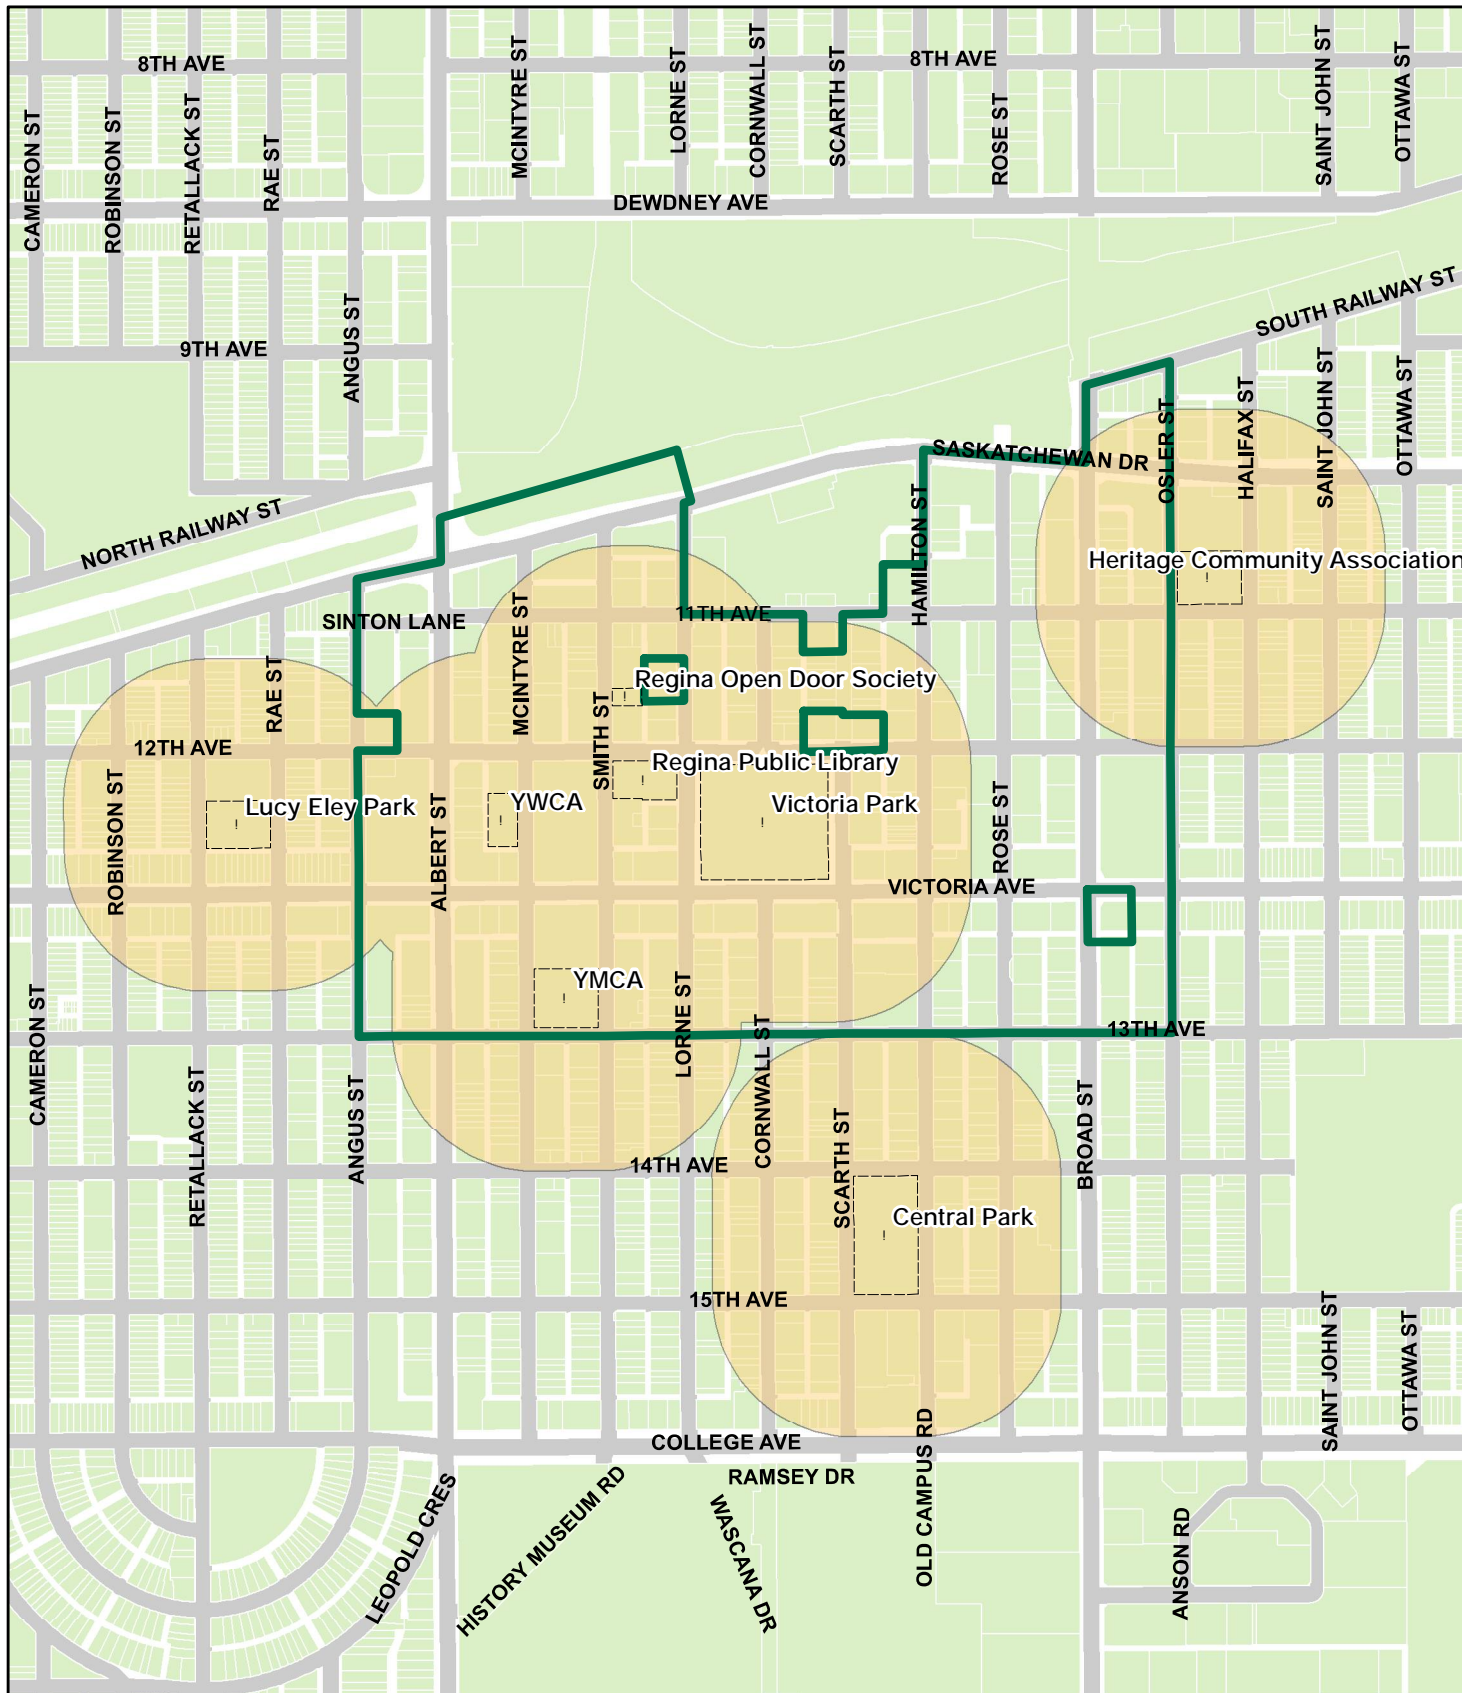 8TH AVE
8TH AVE
MCINTYRE ST
LORNE ST
CORNWALL ST
SCARTH ST
ROSE ST
SAINT JOHN ST
OTTAWA ST
CAMERON ST
ROBINSON ST
RETALLACK ST
RAE ST
DEWDNEY AVE
SOUTH RAILWAY ST
9TH AVE
ANGUS ST
SAINT JOHN ST
OTTAWA ST
HALIFAX ST
OSLER ST
SASKATCHEWAN DR
NORTH RAILWAY ST
HAMILTON ST
Heritage Community Association
SINTON LANE
11TH AVE
MCINTYRE ST
RAE ST
SMITH ST
Regina Open Door Society
12TH AVE
Regina Public Library
ROBINSON ST
Lucy Eley Park
YWCA
Victoria Park
ALBERT ST
ROSE ST
VICTORIA AVE
YMCA
LORNE ST
CAMERON ST
13TH AVE
CORNWALL ST
RETALLACK ST
ANGUS ST
BROAD ST
SCARTH ST
14TH AVE
Central Park
15TH AVE
SAINT JOHN ST
OTTAWA ST
COLLEGE AVE
RAMSEY DR
OLD CAMPUS RD
LEOPOLD CRES
HISTORY MUSEUM RD
WASCANA DR
ANSON RD